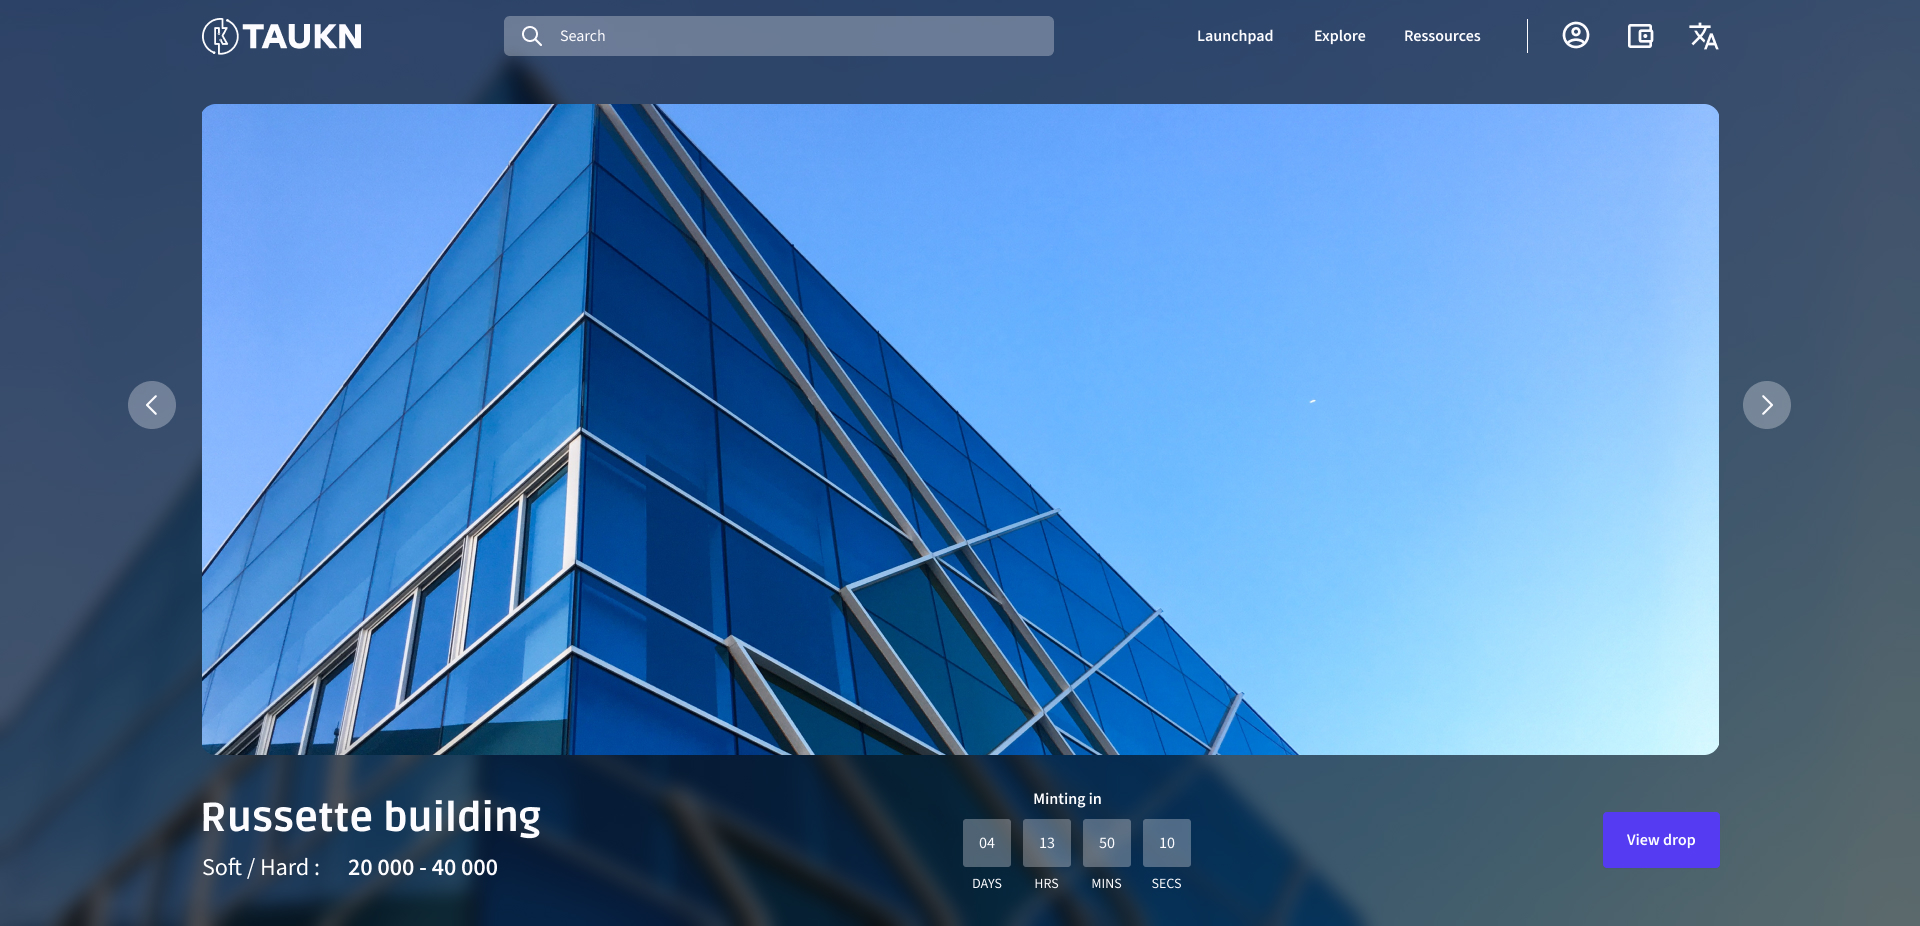 TAUKN
Search
Launchpad
Explore
Ressources
Russette building
Soft / Hard : 20 000 - 40 000
Minting in
04 13 50 10
DAYS HRS MINS SECS
View drop